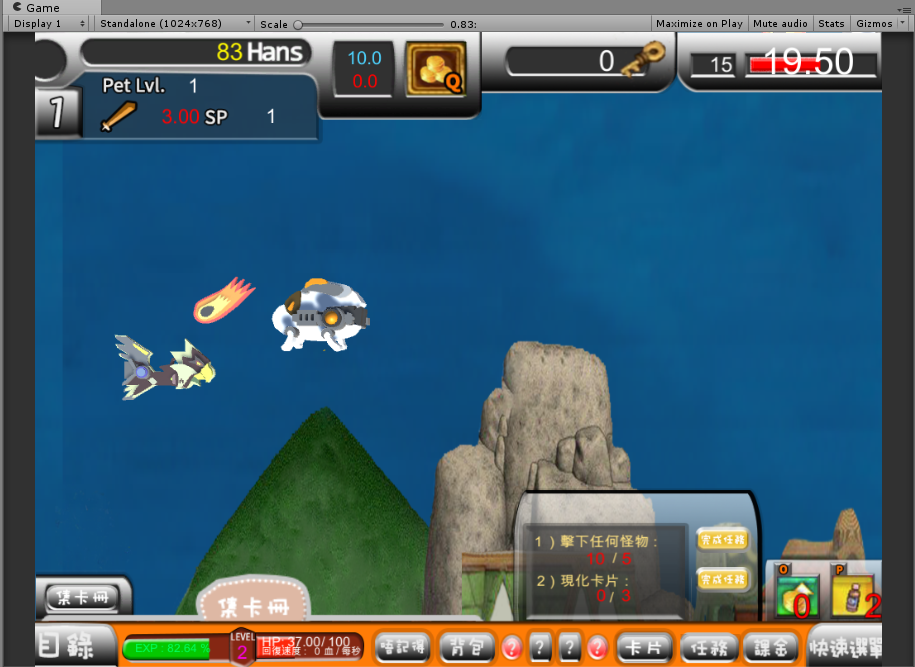 Game
Display 1
Standalone (1024x768)
Scale
0.83:
Maximize on Play
Mute audio
Stats
Gizmos
83 Hans
Pet Lvl. 1
1
3.00 SP 1
10.0
0.0
Q
0
15
19.50
1）擊下任何怪物：
10 / 5
完成任務
2）現化卡片：
0/ 3
完成任務
O
0
P
2
集卡冊
集卡冊
目錄
EXP : 82.64 %
LEVEL
2
HP: 37.00/ 100
回復速度： 0 血 / 每秒
唔記得
背包
?
?
?
?
卡片
任務
課金
快速選單